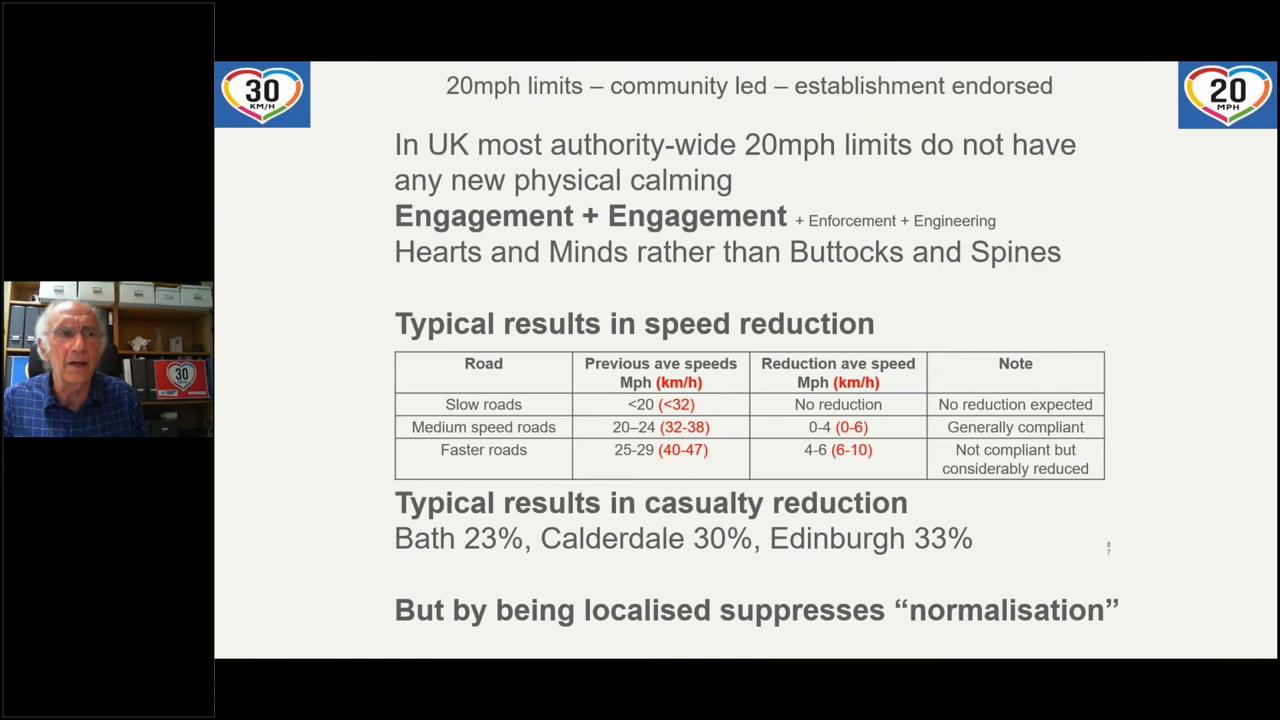 30
KM/H
20mph limits – community led – establishment endorsed
20
MPH
In UK most authority-wide 20mph limits do not have
any new physical calming
Engagement + Engagement + Enforcement + Engineering
Hearts and Minds rather than Buttocks and Spines
Typical results in speed reduction
Road Previous ave speeds Reduction ave speed Note
Mph (km/h) Mph (km/h)
Slow roads <20 (<32) No reduction No reduction expected
Medium speed roads 20–24 (32-38) 0-4 (0-6) Generally compliant
Faster roads 25-29 (40-47) 4-6 (6-10) Not compliant but
considerably reduced
Typical results in casualty reduction
Bath 23%, Calderdale 30%, Edinburgh 33%
8
7
But by being localised suppresses “normalisation”
30